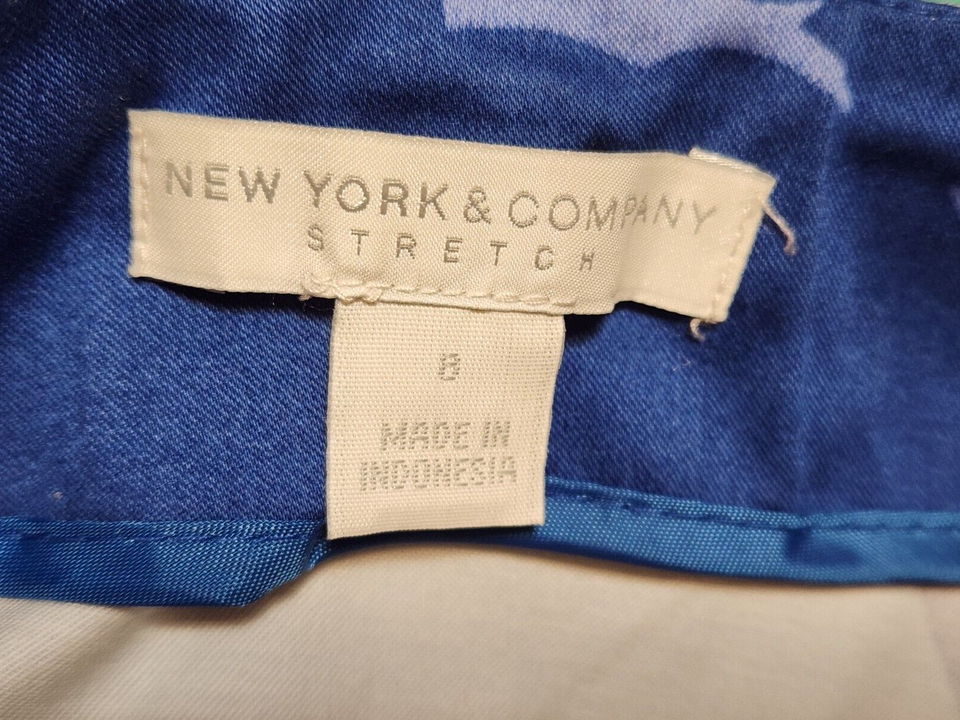 NEW YORK & COMPANY
STRETCH
8
MADE IN
INDONESIA